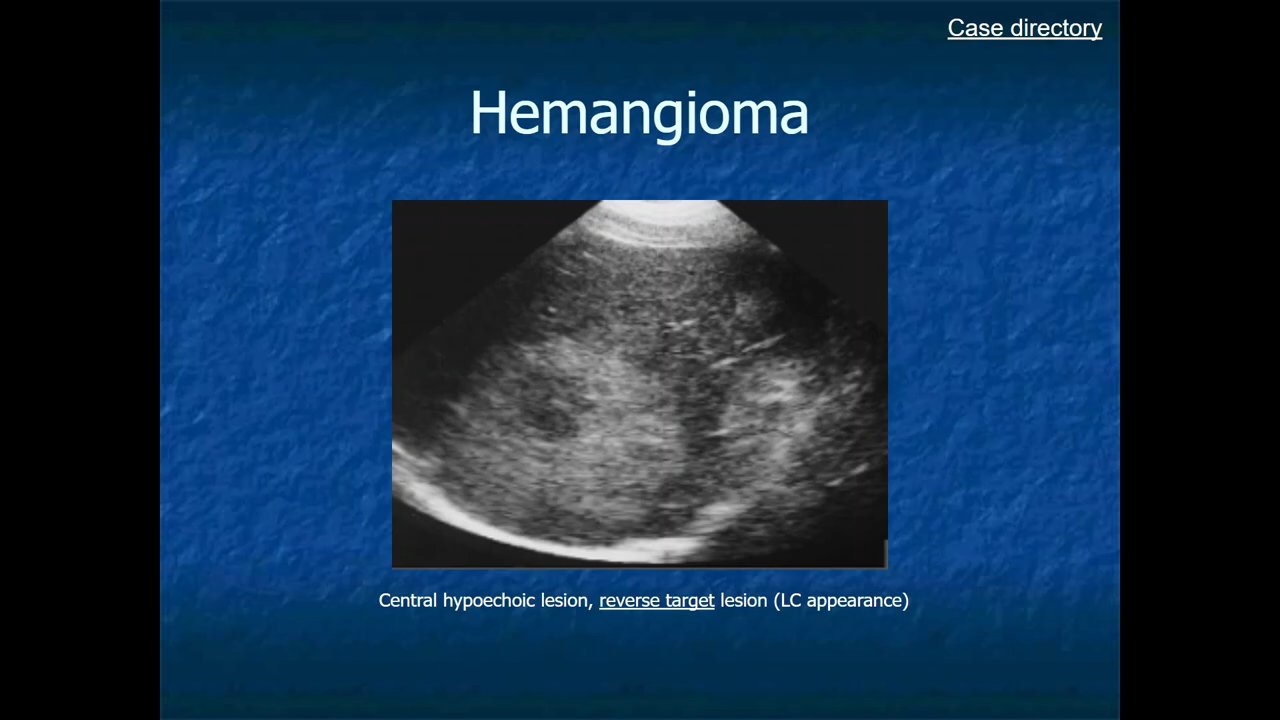 Case directory
Hemangioma
Central hypoechoic lesion, reverse target lesion (LC appearance)